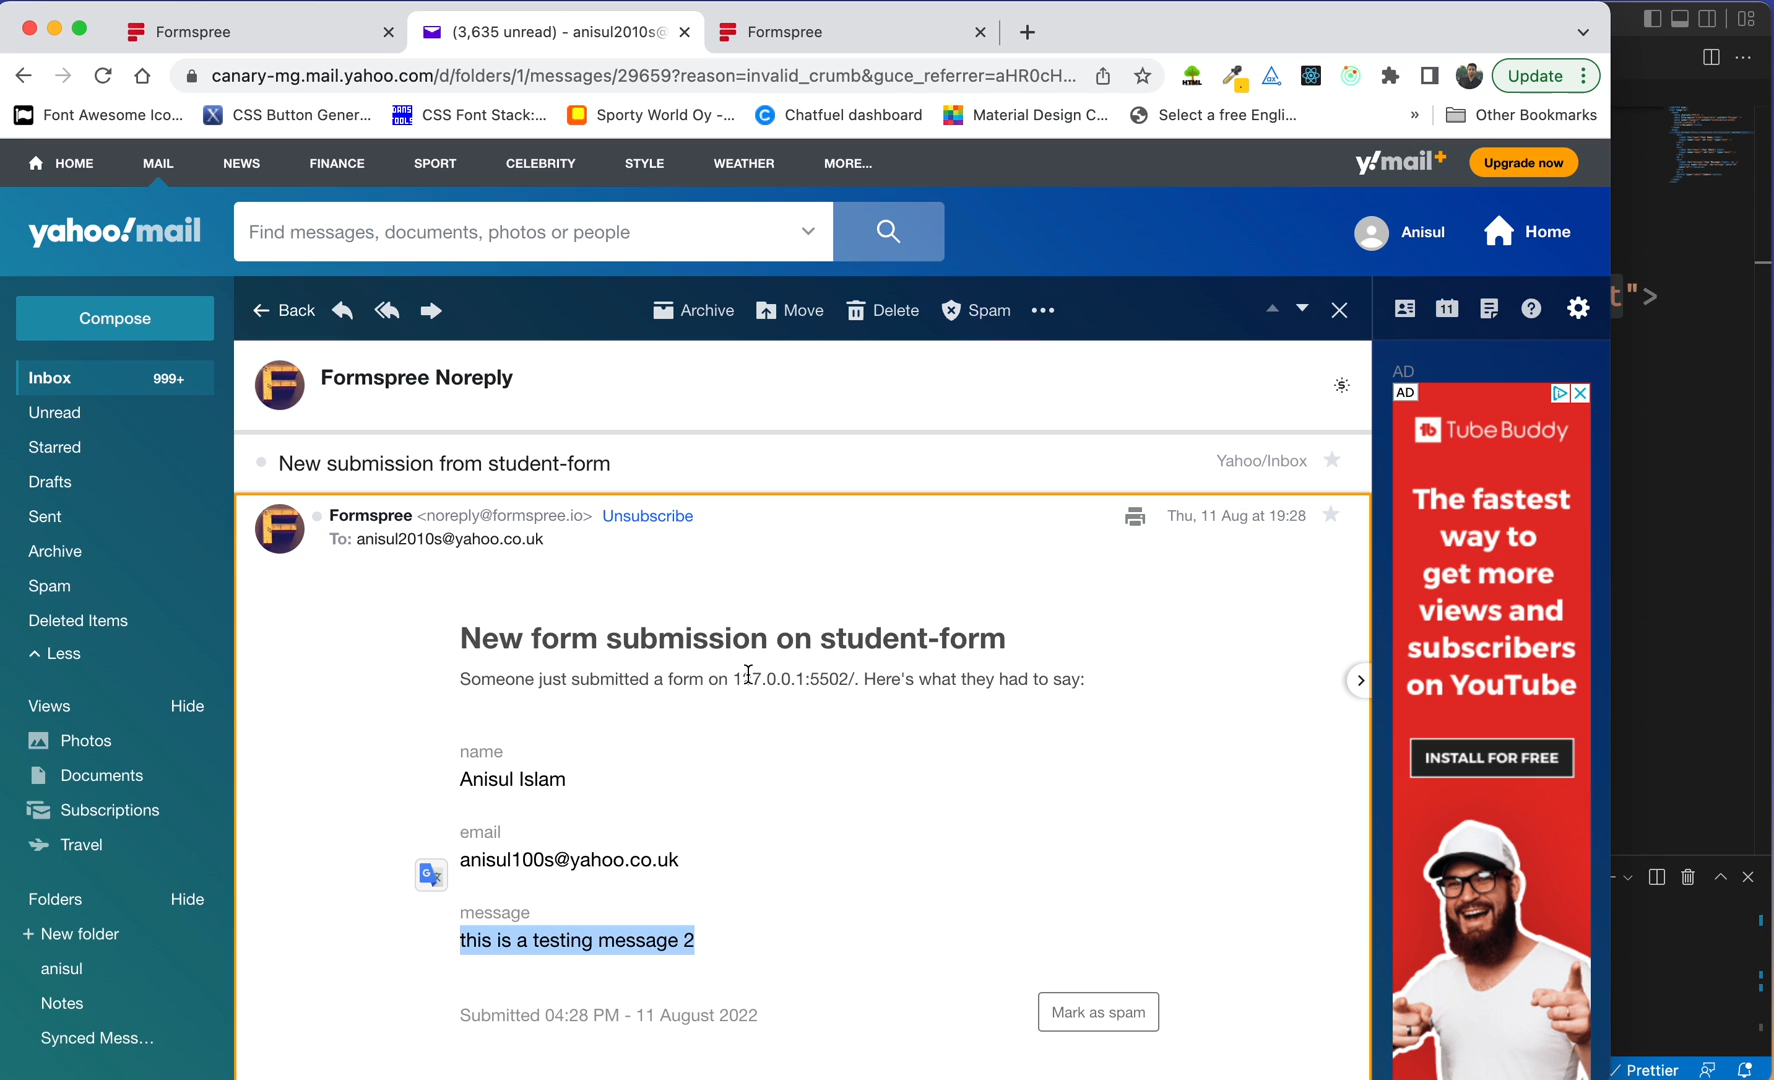 Formspree
(3,635 unread) - anisul2010s@
Formspree
canary-mg.mail.yahoo.com/d/folders/1/messages/29659?reason=invalid_crumb&guce_referrer=aHR0cH...
Update
Font Awesome Ico...
CSS Button Gener...
CSS Font Stack:...
Sporty World Oy -...
Chatfuel dashboard
Material Design C...
Select a free Engli...
»
Other Bookmarks
HOME
MAIL
NEWS
FINANCE
SPORT
CELEBRITY
STYLE
WEATHER
MORE...
y!mail+
Upgrade now
yahoo!mail
Find messages, documents, photos or people
Anisul
Home
Compose
Back
Archive
Move
Delete
Spam
11
t">
Inbox
999+
Unread
Starred
Drafts
Sent
Archive
Spam
Deleted Items
Less
Views
Hide
Photos
Documents
Subscriptions
Travel
Folders
Hide
+ New folder
anisul
Notes
Synced Mess...
Formspree Noreply
New submission from student-form
Yahoo/Inbox
Formspree <noreply@formspree.io> Unsubscribe
Thu, 11 Aug at 19:28
To: anisul2010s@yahoo.co.uk
New form submission on student-form
Someone just submitted a form on 127.0.0.1:5502/. Here's what they had to say:
name
Anisul Islam
email
anisul100s@yahoo.co.uk
message
this is a testing message 2
Submitted 04:28 PM - 11 August 2022
Mark as spam
AD
AD
TubeBuddy
The fastest
way to
get more
views and
subscribers
on YouTube
INSTALL FOR FREE
Prettier